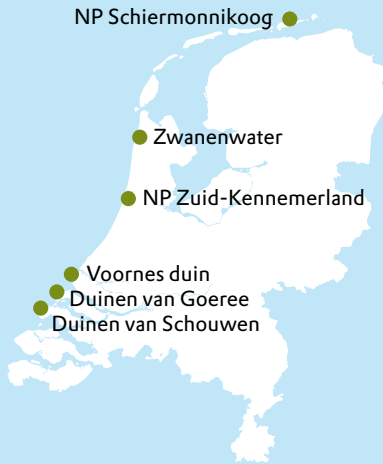 NP Schiermonnikoog
Zwanenwater
NP Zuid-Kennemerland
Voornes duin
Duinen van Goeree
Duinen van Schouwen